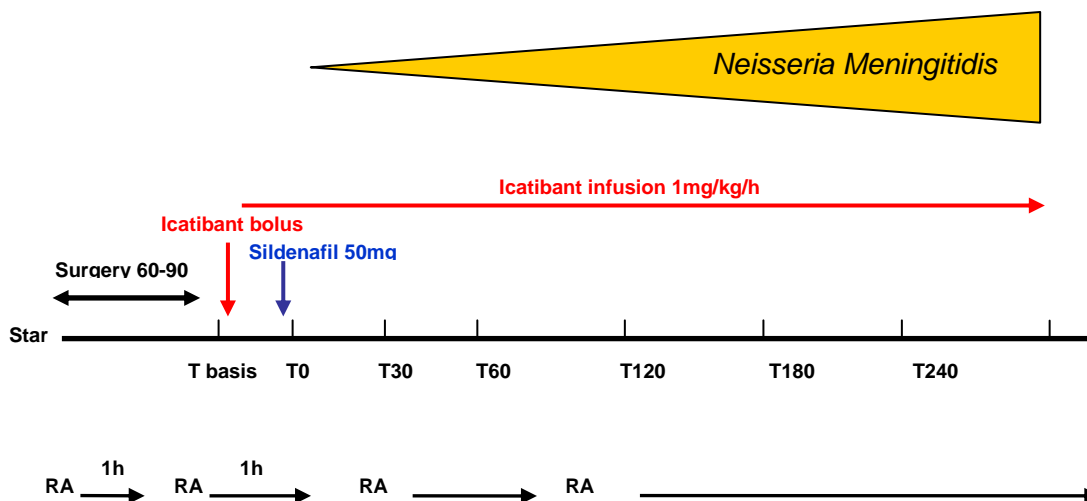 Neisseria Meningitidis
Icatibant infusion 1mg/kg/h
Icatibant bolus
Sildenafil 50mg
Surgery 60-90
Star
T basis T0 T30 T60 T120 T180 T240
1h 1h
RA RA RA RA